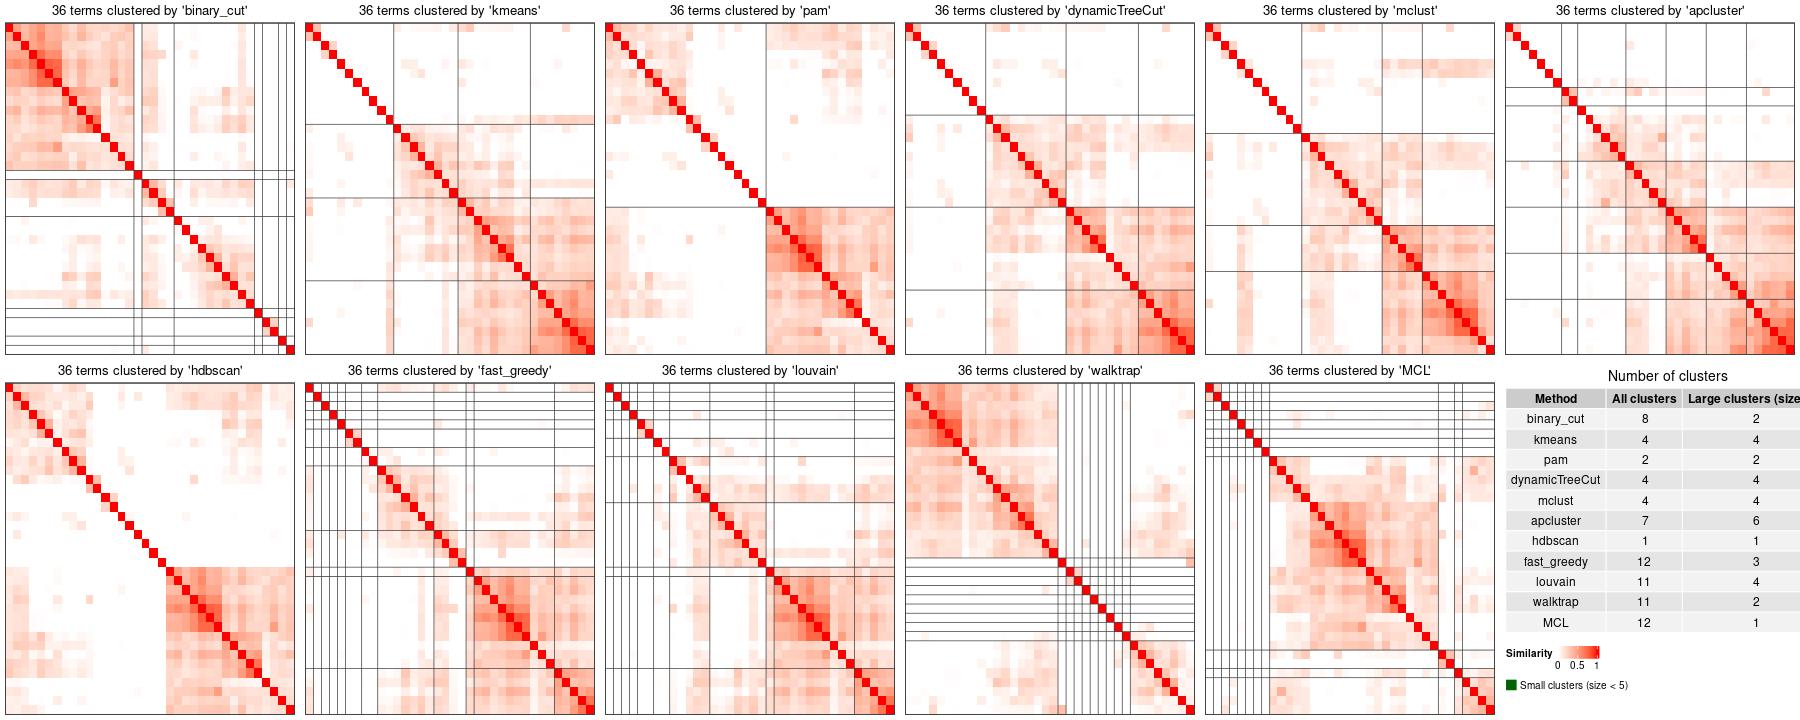 36 terms clustered by 'binary_cut'
36 terms clustered by 'kmeans'
36 terms clustered by 'pam'
36 terms clustered by 'dynamicTreeCut'
36 terms clustered by 'mclust'
36 terms clustered by 'apcluster'
36 terms clustered by 'hdbscan'
36 terms clustered by 'fast_greedy'
36 terms clustered by 'louvain'
36 terms clustered by 'walktrap'
36 terms clustered by 'MCL'
Number of clusters
Method All clusters Large clusters (size
binary_cut 8 2
kmeans 4 4
pam 2 2
dynamicTreeCut 4 4
mclust 4 4
apcluster 7 6
hdbscan 1 1
fast_greedy 12 3
louvain 11 4
walktrap 11 2
MCL 12 1
Similarity
0 0.5 1
Small clusters (size < 5)